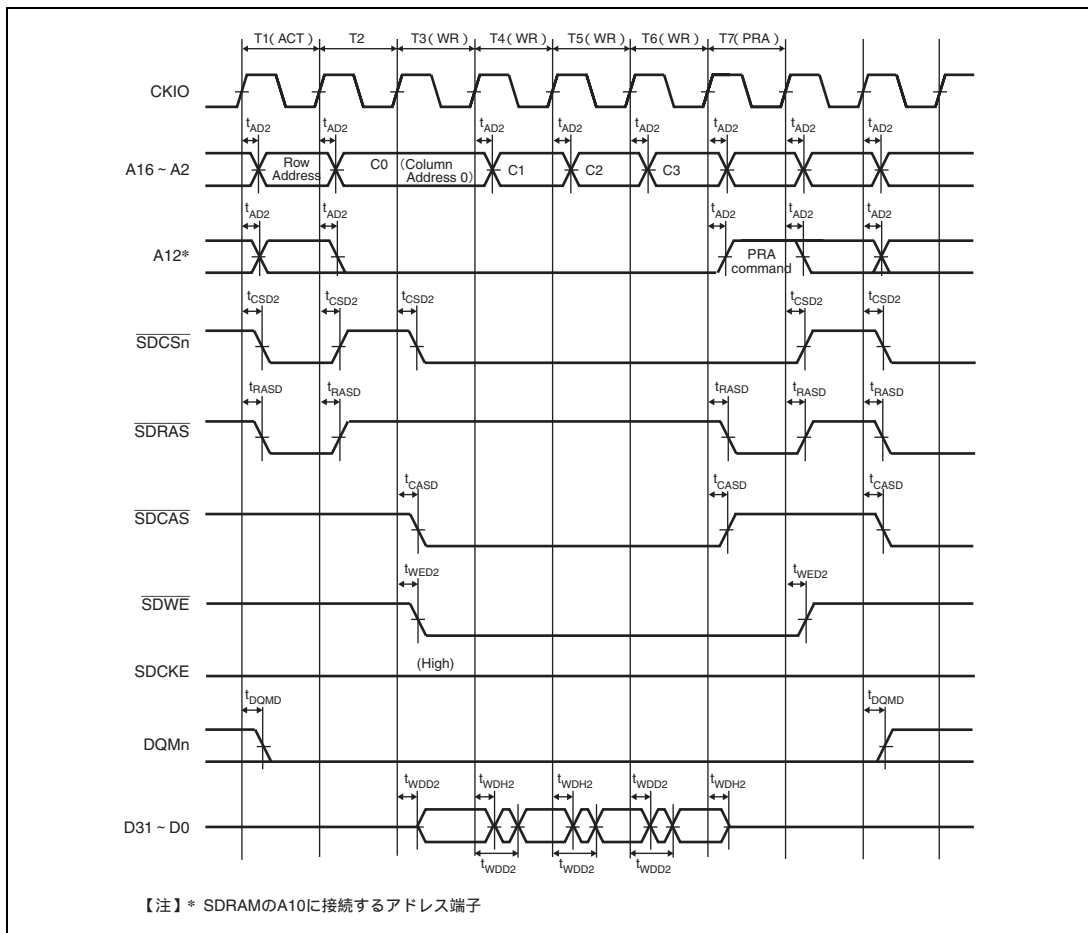 T1( ACT ) T2 T3( WR ) T4( WR ) T5( WR ) T6( WR ) T7( PRA )
CKIO
tAD2 tAD2 tAD2 tAD2 tAD2 tAD2 tAD2 tAD2
A16 ~ A2 Row Address C0 (Column Address 0) C1 C2 C3
tAD2 tAD2 tAD2 tAD2 tAD2
A12* PRA command
tCSD2 tCSD2 tCSD2 tCSD2 tCSD2
SDCSn
tRASD tRASD tRASD tRASD tRASD
SDRAS
tCASD tCASD tCASD
SDCAS
tWED2 tWED2
SDWE
SDCKE (High)
tDQMD tDQMD
DQMn
tWDD2 tWDH2 tWDH2 tWDD2 tWDH2
D31 ~ D0
tWDD2 tWDD2 tWDD2
【注】* SDRAMのA10に接続するアドレス端子